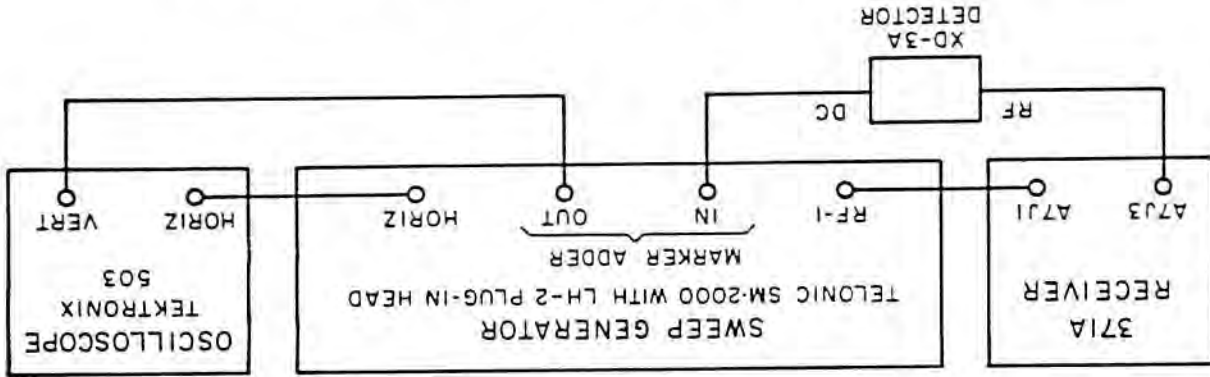 371A
RECEIVER
A7J3
A7J1
SWEEP GENERATOR
TELONIC SM-2000 WITH LH-2 PLUG-IN HEAD
MARKER ADDER
RF-1
IN
OUT
HORIZ
OSCILLOSCOPE
TEKTRONIX
503
HORIZ
VERT
RF
DC
XD-3A
DETECTOR